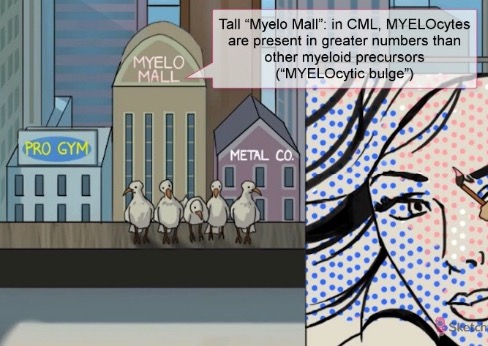 Tall “Myelo Mall”: in CML, MYELOcytes
are present in greater numbers than
other myeloid precursors
(“MYELOcytic bulge”)
MYELO
MALL
PRO GYM
METAL CO.